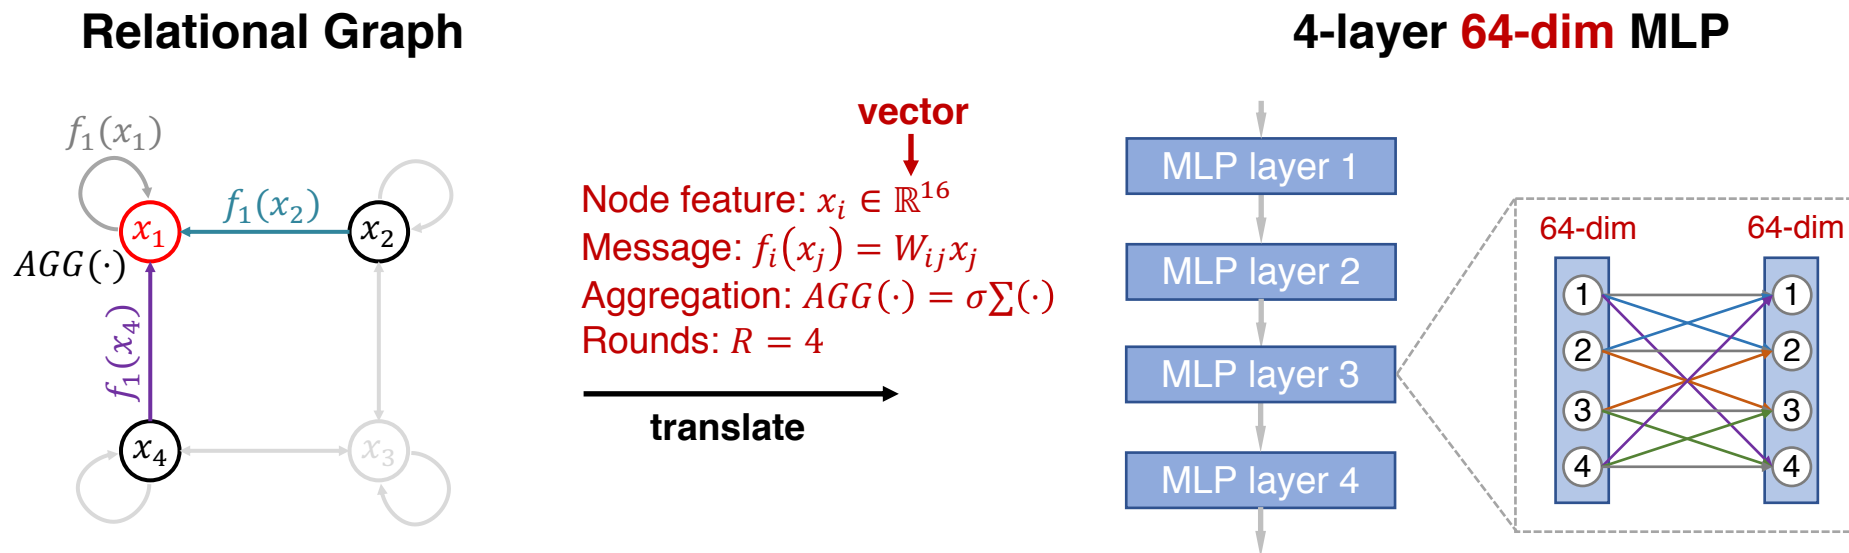 Relational Graph
4-layer 64-dim MLP
f₁(x₁)
f₁(x₂)
x₁
x₂
AGG(·)
f₁(x₄)
x₄
x₃
vector
Node feature: xᵢ ∈ ℝ¹⁶
Message: fᵢ(xⱼ) = Wᵢⱼxⱼ
Aggregation: AGG(·) = σ∑(·)
Rounds: R = 4
translate
MLP layer 1
MLP layer 2
MLP layer 3
MLP layer 4
64-dim 64-dim
1 1
2 2
3 3
4 4